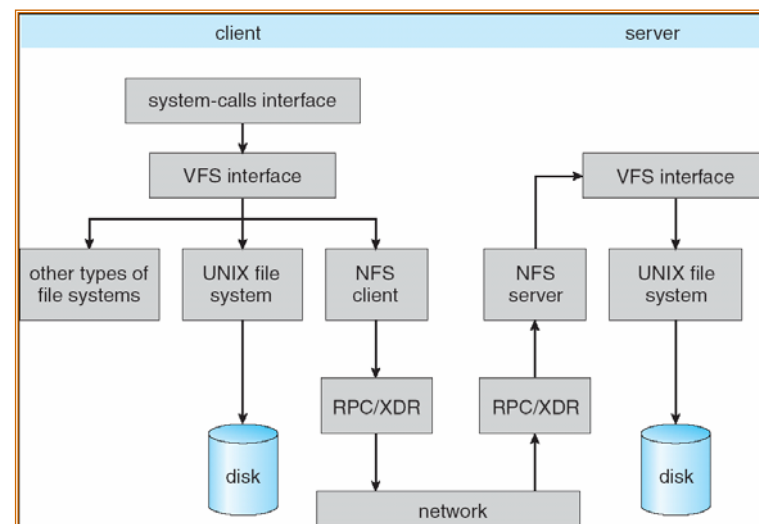 client
server
system-calls interface
VFS interface
VFS interface
other types of
file systems
UNIX file
system
NFS
client
NFS
server
UNIX file
system
RPC/XDR
RPC/XDR
disk
disk
network